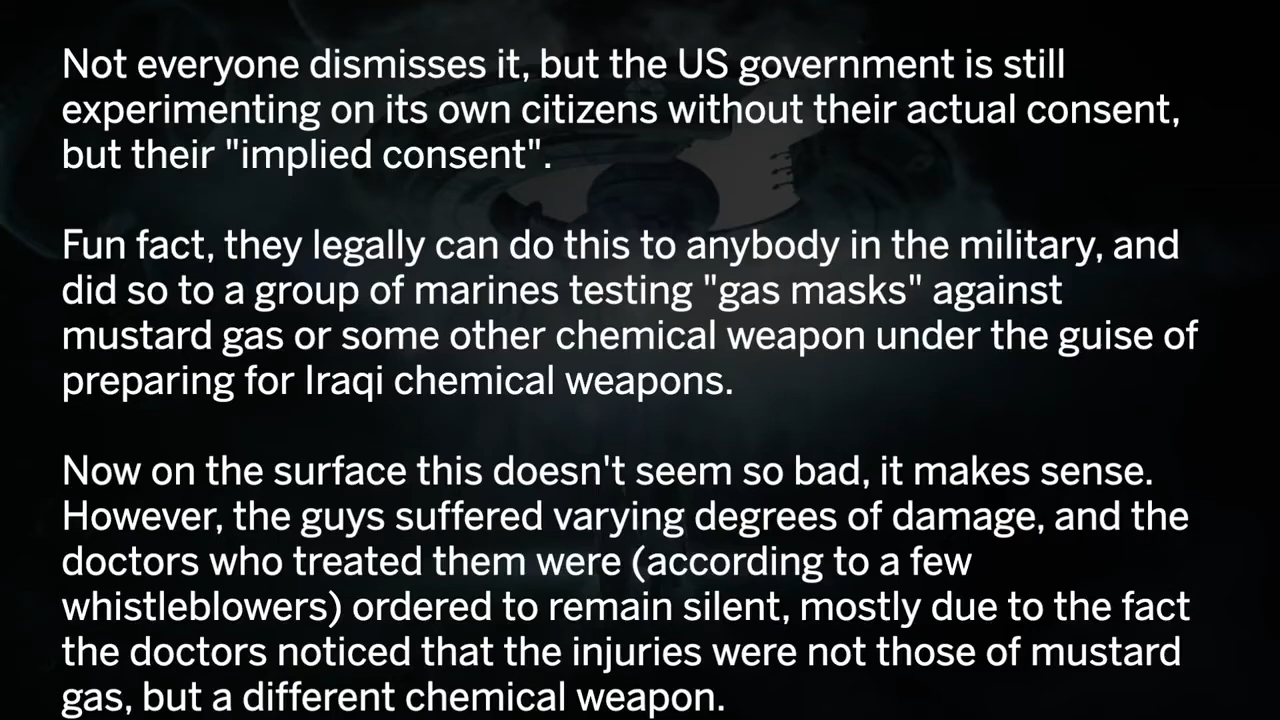 Not everyone dismisses it, but the US government is still
experimenting on its own citizens without their actual consent,
but their "implied consent".
Fun fact, they legally can do this to anybody in the military, and
did so to a group of marines testing "gas masks" against
mustard gas or some other chemical weapon under the guise of
preparing for Iraqi chemical weapons.
Now on the surface this doesn't seem so bad, it makes sense.
However, the guys suffered varying degrees of damage, and the
doctors who treated them were (according to a few
whistleblowers) ordered to remain silent, mostly due to the fact
the doctors noticed that the injuries were not those of mustard
gas, but a different chemical weapon.